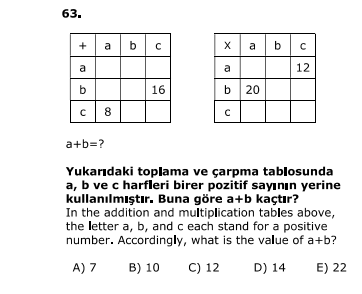 63.
+ a b c
a
b 16
c 8
x a b c
a 12
b 20
c
a+b=?
Yukarıdaki toplama ve çarpma tablosunda
a, b ve c harfleri birer pozitif sayının yerine
kullanılmıştır. Buna göre a+b kaçtır?
In the addition and multiplication tables above,
the letter a, b, and c each stand for a positive
number. Accordingly, what is the value of a+b?
A) 7 B) 10 C) 12 D) 14 E) 22